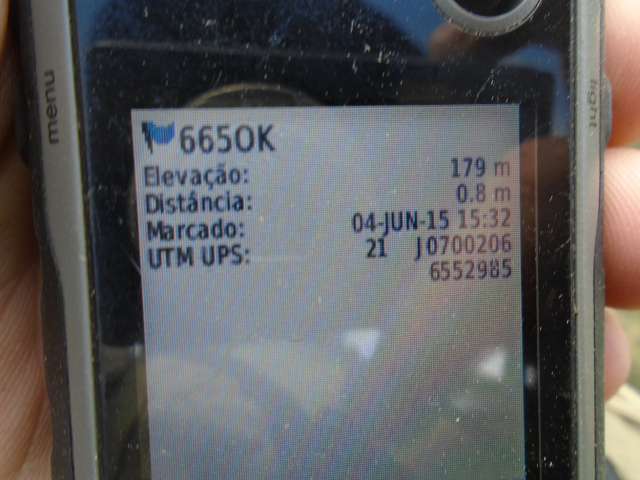 menu
light
665OK
Elevação: 179 m
Distância: 0.8 m
Marcado: 04-JUN-15 15:32
UTM UPS: 21 J0700206
6552985